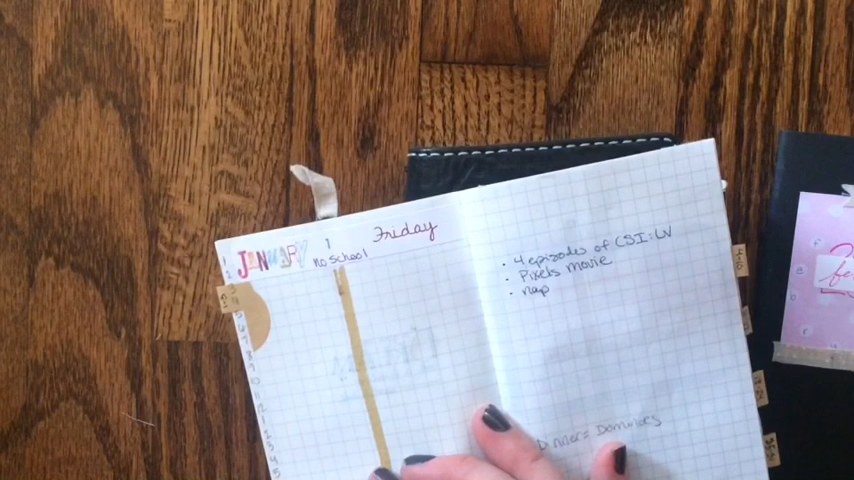 JANUARY
1
Friday
No school
· 4 episodes of CSI:LV
· Pixels movie
· nap
Dinner= Dominoes